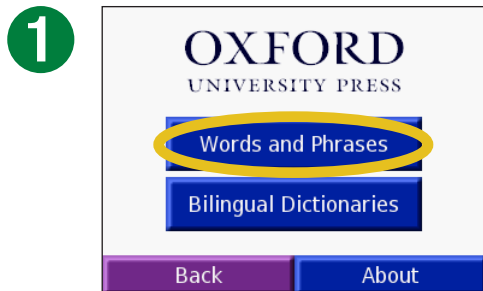 1
OXFORD
UNIVERSITY PRESS
Words and Phrases
Bilingual Dictionaries
Back
About